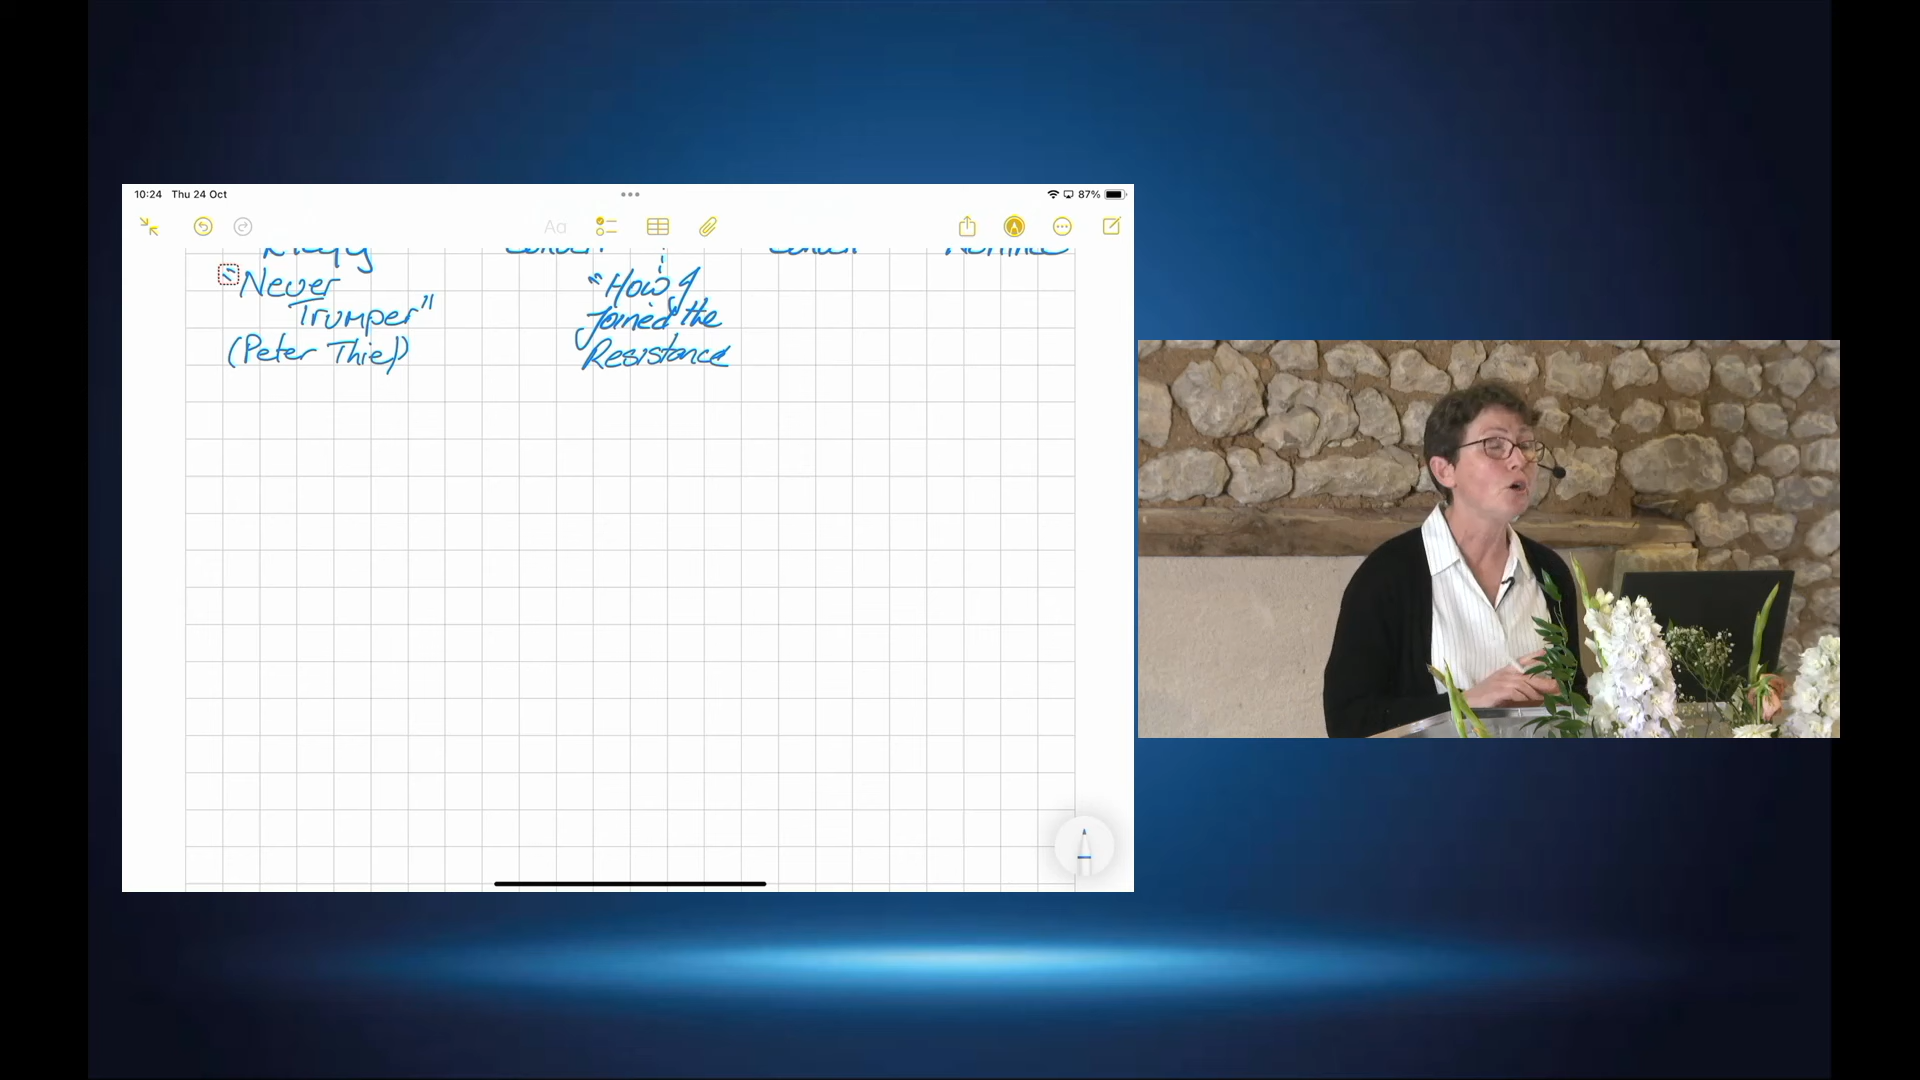 10:24 Thu 24 Oct
87%
Aa
"Never
Trumper"
(Peter Thiel)
"How I
Joined the
Resistance